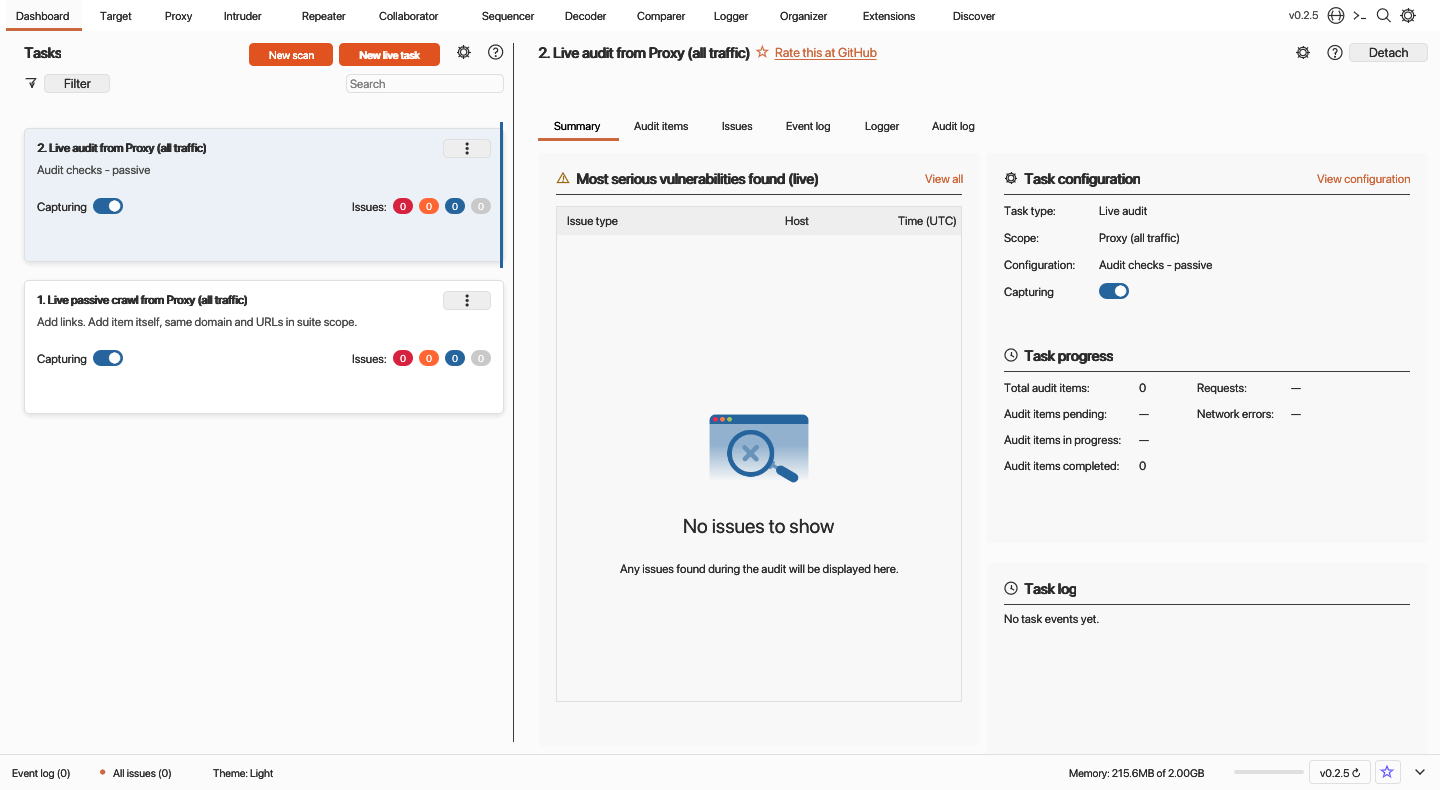 Dashboard Target Proxy Intruder Repeater Collaborator Sequencer Decoder Comparer Logger Organizer Extensions Discover v0.2.5
Tasks New scan New live task
Filter Search
2. Live audit from Proxy (all traffic)
Audit checks - passive
Capturing Issues: 0 0 0 0
1. Live passive crawl from Proxy (all traffic)
Add links. Add item itself, same domain and URLs in suite scope.
Capturing Issues: 0 0 0 0
2. Live audit from Proxy (all traffic) Rate this at GitHub Detach
Summary Audit items Issues Event log Logger Audit log
Most serious vulnerabilities found (live) View all
Issue type Host Time (UTC)
No issues to show
Any issues found during the audit will be displayed here.
Task configuration View configuration
Task type: Live audit
Scope: Proxy (all traffic)
Configuration: Audit checks - passive
Capturing
Task progress
Total audit items: 0 Requests: —
Audit items pending: — Network errors: —
Audit items in progress: —
Audit items completed: 0
Task log
No task events yet.
Event log (0) All issues (0) Theme: Light Memory: 215.6MB of 2.00GB v0.2.5